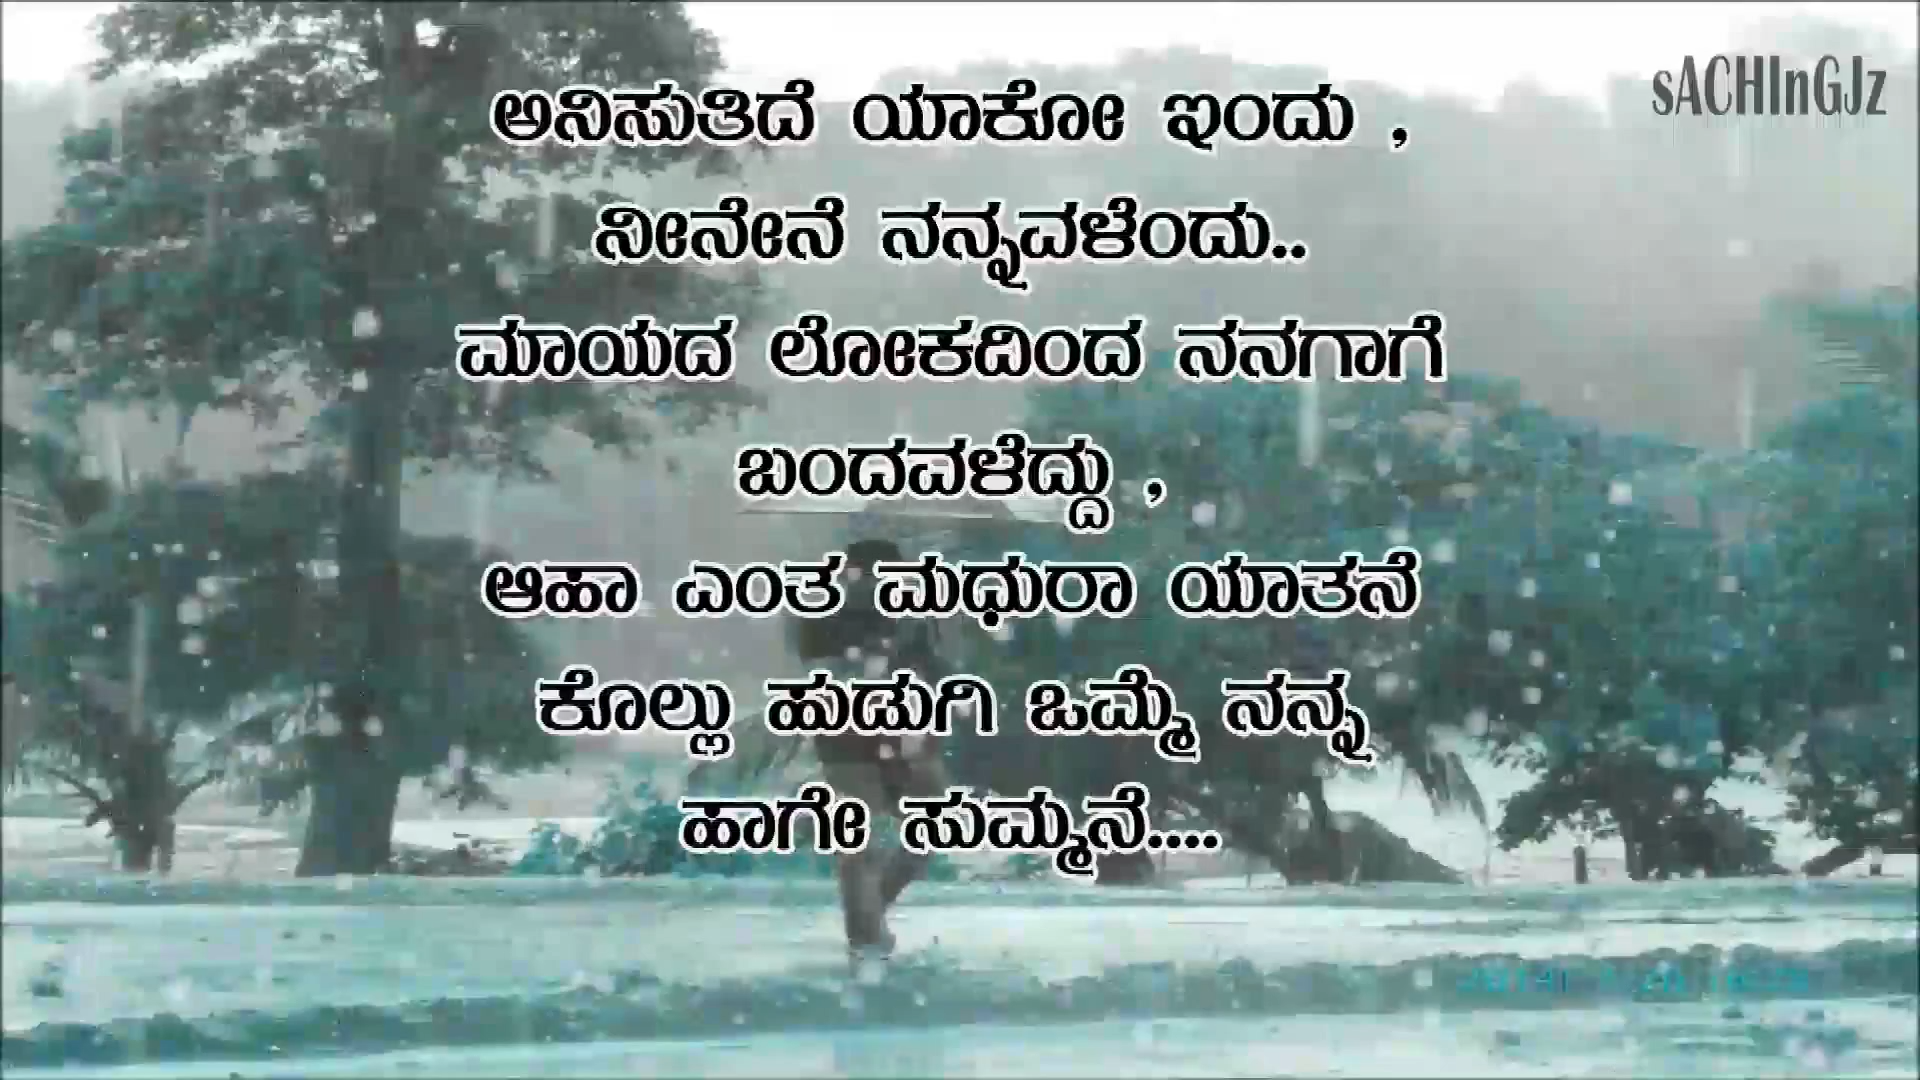 sACHInGJz
ಅನಿಸುತಿದೆ ಯಾಕೋ ಇಂದು ,
ನೀನೇನೆ ನನ್ನವಳೆಂದು..
ಮಾಯದ ಲೋಕದಿಂದ ನನಗಾಗೆ
ಬಂದವಳೆದ್ದು ,
ಆಹಾ ಎಂತ ಮಧುರಾ ಯಾತನೆ
ಕೊಲ್ಲು ಹುಡುಗಿ ಒಮ್ಮೆ ನನ್ನ
ಹಾಗೇ ಸುಮ್ಮನೆ....